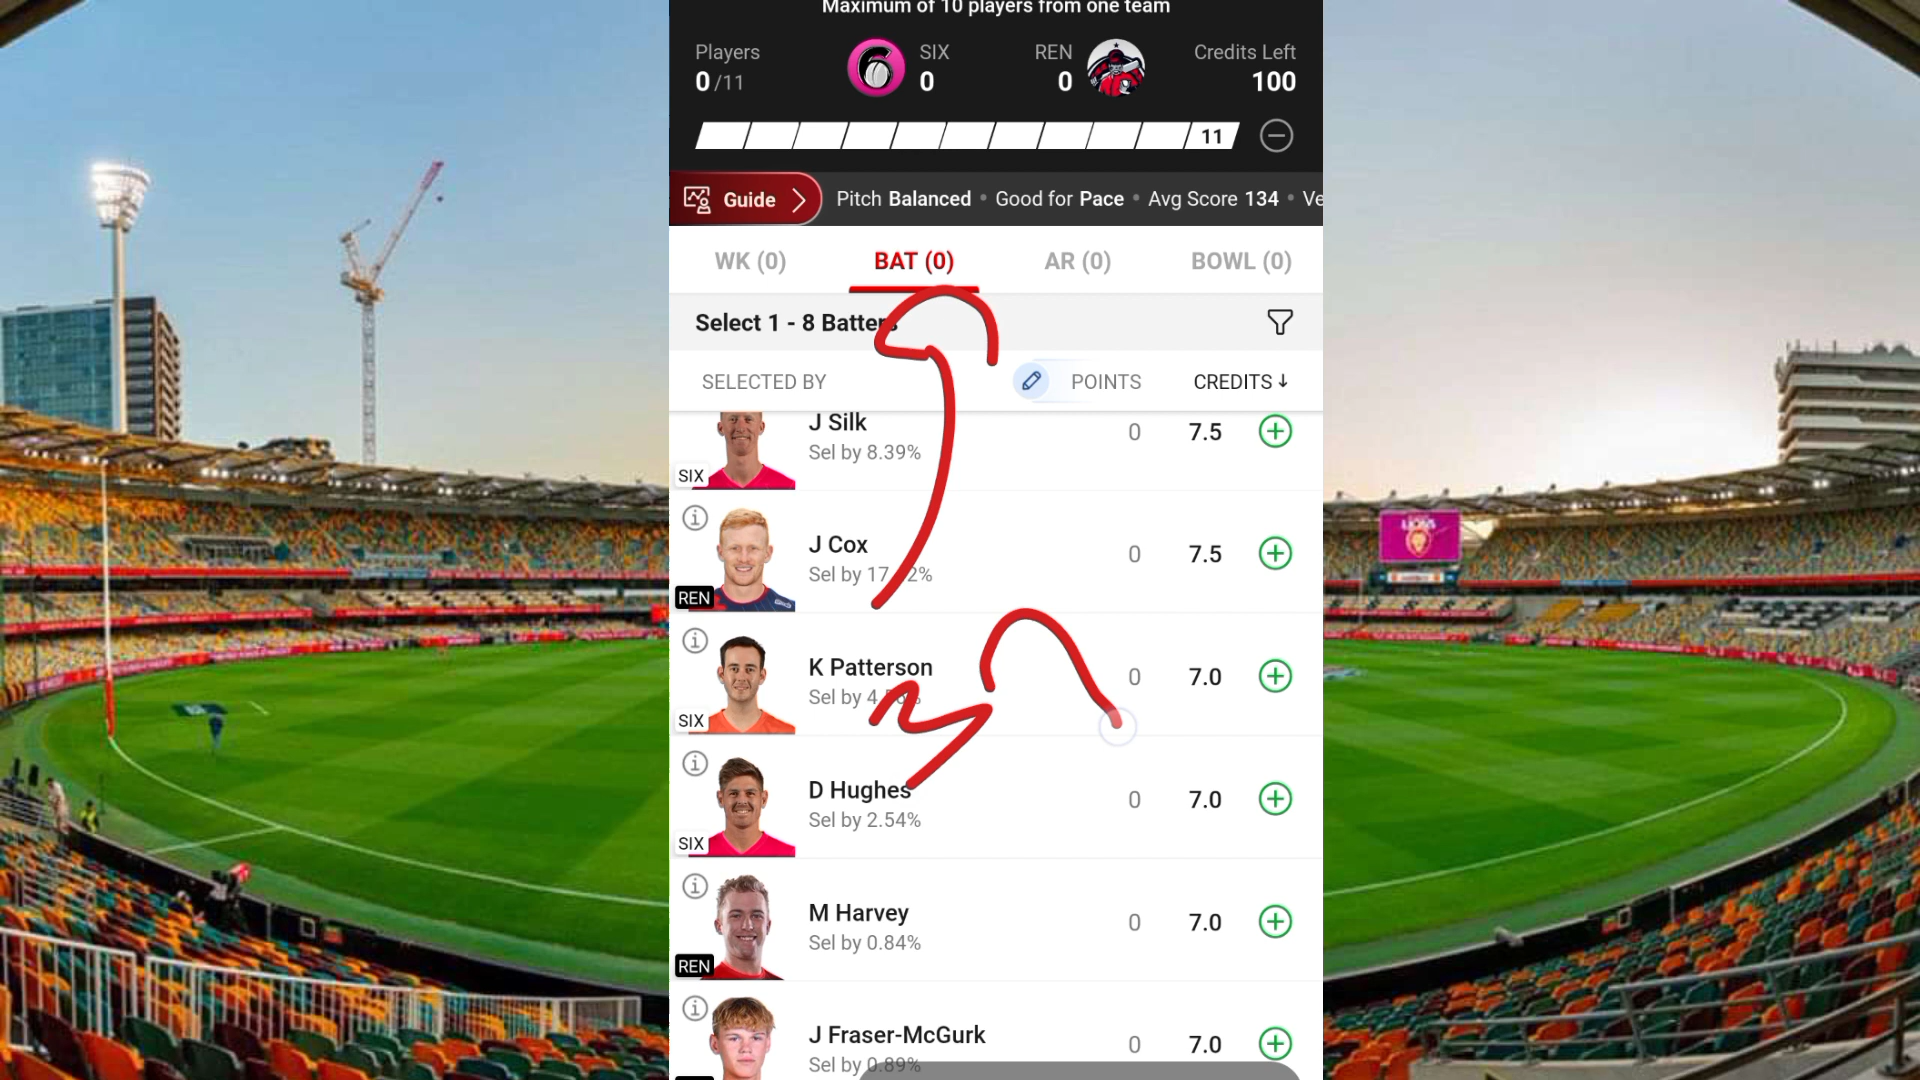 Maximum of 10 players from one team
Players
0/11
SIX
0
REN
0
Credits Left
100
11
Guide
Pitch Balanced • Good for Pace • Avg Score 134 • Ve
WK (0)
BAT (0)
AR (0)
BOWL (0)
Select 1 - 8 Batters
SELECTED BY
POINTS
CREDITS↓
J Silk
Sel by 8.39%
SIX
0
7.5
J Cox
Sel by 17. 2%
REN
0
7.5
K Patterson
Sel by 4.
SIX
0
7.0
D Hughes
Sel by 2.54%
SIX
0
7.0
M Harvey
Sel by 0.84%
REN
0
7.0
J Fraser-McGurk
Sel by 0.89%
0
7.0
LIONS